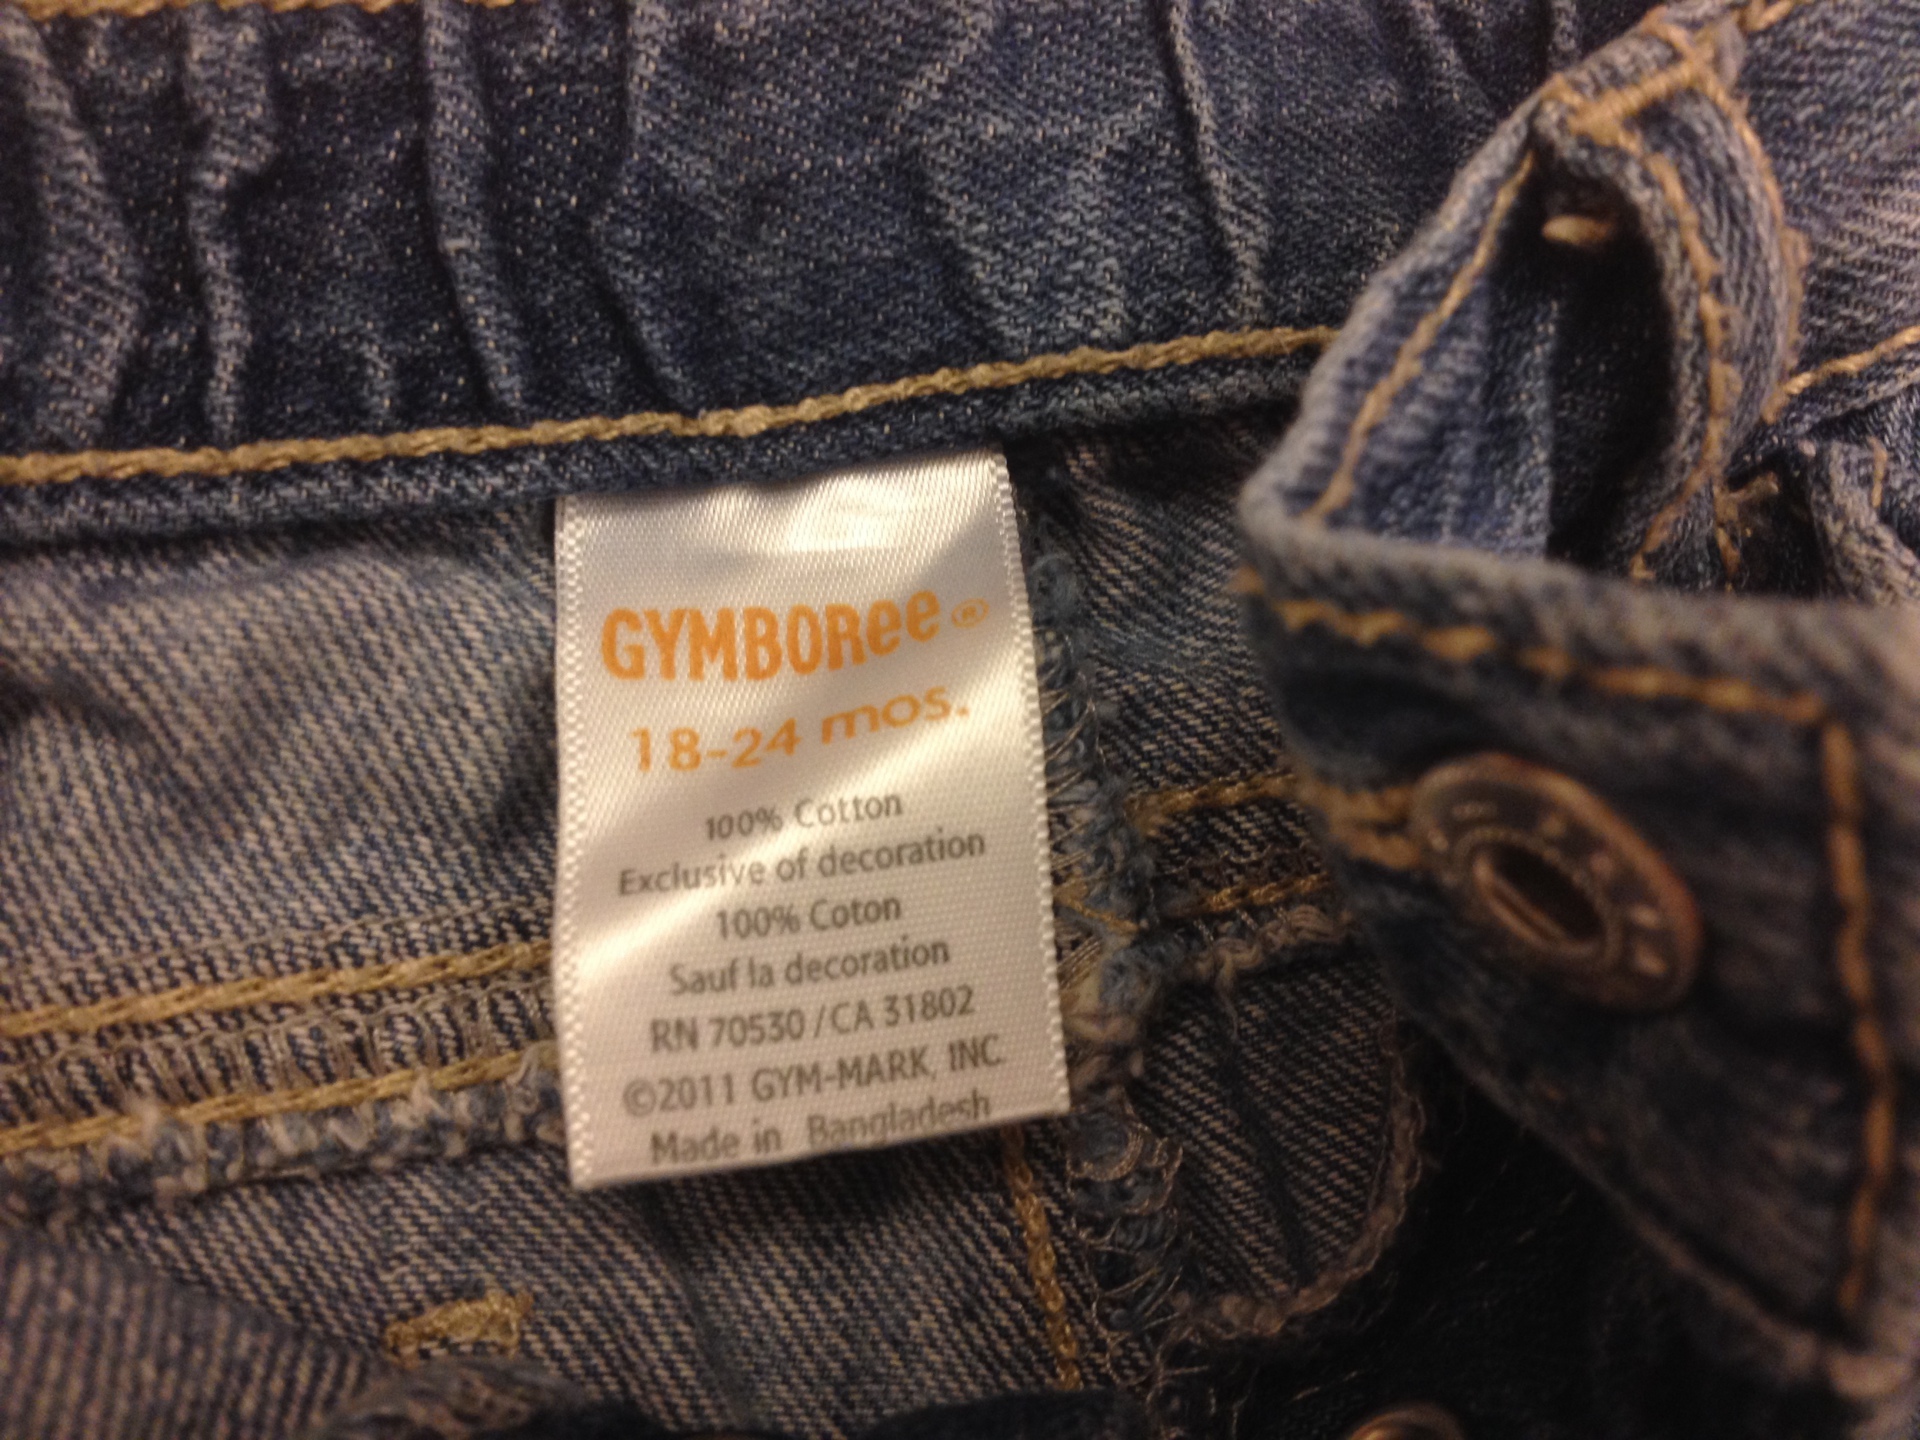 GYMBOREE®
18-24 mos.
100% Cotton
Exclusive of decoration
100% Coton
Sauf la decoration
RN 70530 / CA 31802
©2011 GYM-MARK, INC.
Made in Bangladesh